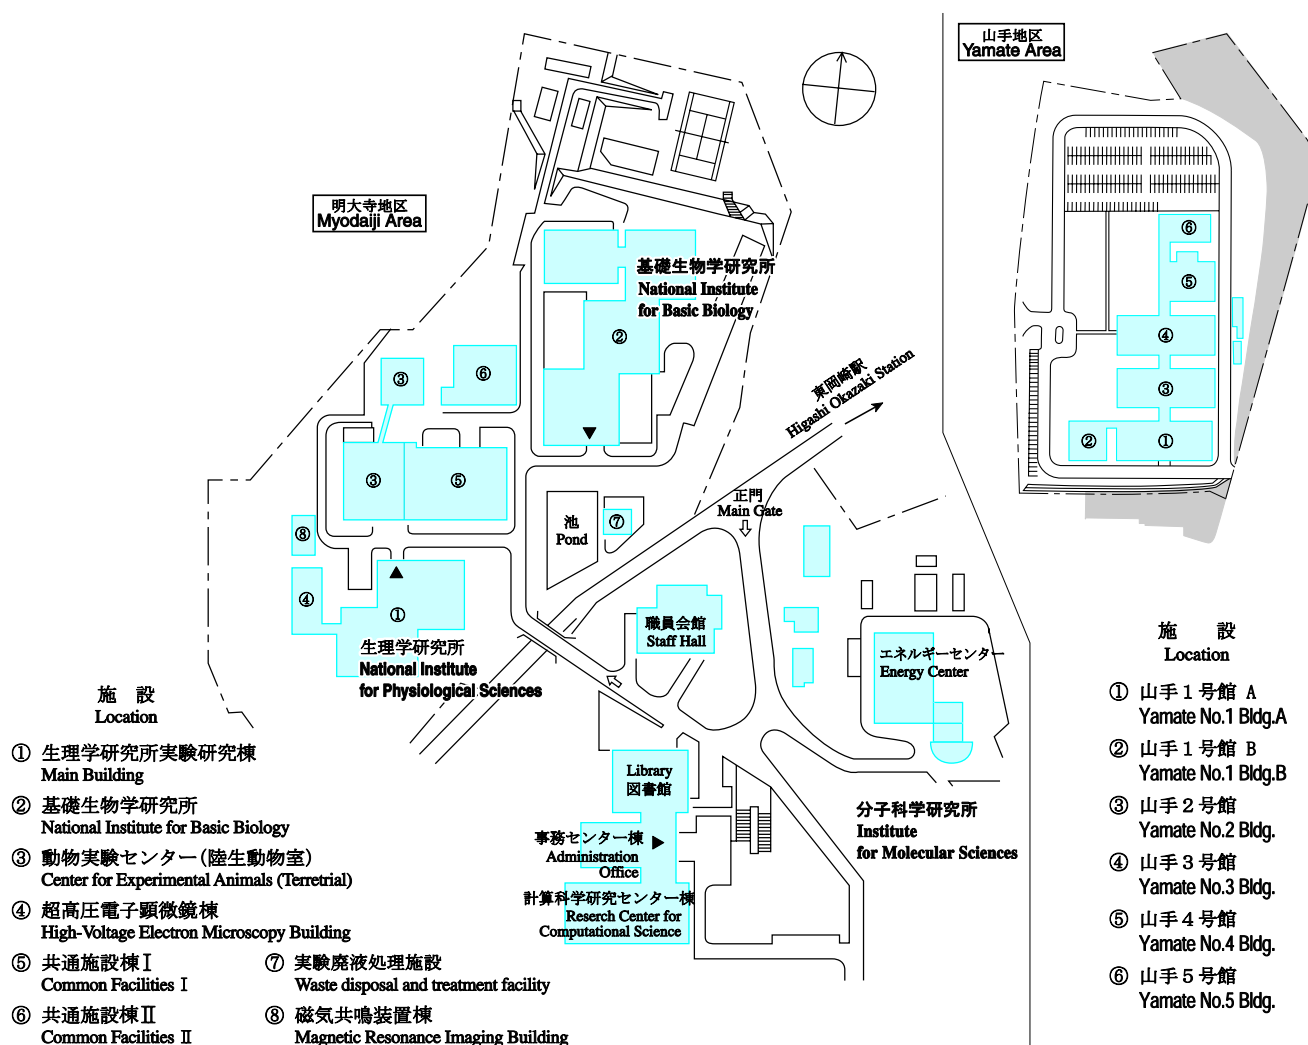 山手地区
Yamate Area
明大寺地区
Myodaiji Area
基礎生物学研究所
National Institute
for Basic Biology
②
③
⑥
③
⑤
⑧
④
①
⑦
池
Pond
東岡崎駅
Higashi Okazaki Station
正門
Main Gate
職員会館
Staff Hall
エネルギーセンター
Energy Center
生理学研究所
National Institute
for Physiological Sciences
Library
図書館
事務センター棟
Administration
Office
計算科学研究センター棟
Reserch Center for
Computational Science
分子科学研究所
Institute
for Molecular Sciences
⑥
⑤
④
③
②
①
施 設
Location
① 生理学研究所実験研究棟
Main Building
② 基礎生物学研究所
National Institute for Basic Biology
③ 動物実験センター(陸生動物室)
Center for Experimental Animals (Terretrial)
④ 超高圧電子顕微鏡棟
High-Voltage Electron Microscopy Building
⑤ 共通施設棟Ⅰ
Common Facilities Ⅰ
⑥ 共通施設棟Ⅱ
Common Facilities Ⅱ
⑦ 実験廃液処理施設
Waste disposal and treatment facility
⑧ 磁気共鳴装置棟
Magnetic Resonance Imaging Building
施 設
Location
① 山手1号館 A
Yamate No.1 Bldg.A
② 山手1号館 B
Yamate No.1 Bldg.B
③ 山手2号館
Yamate No.2 Bldg.
④ 山手3号館
Yamate No.3 Bldg.
⑤ 山手4号館
Yamate No.4 Bldg.
⑥ 山手5号館
Yamate No.5 Bldg.